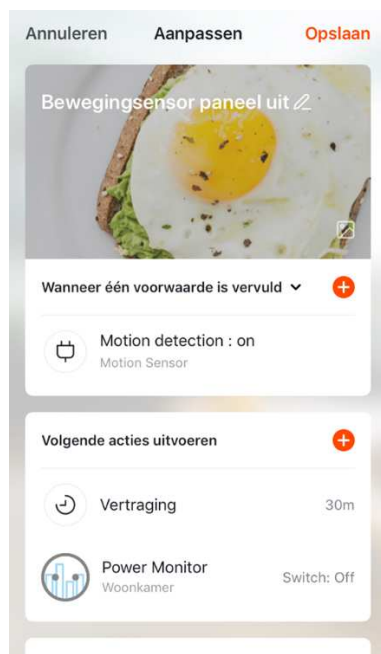 Annuleren Aanpassen Opslaan
Bewegingsensor paneel uit
Wanneer één voorwaarde is vervuld
Motion detection : on
Motion Sensor
Volgende acties uitvoeren
Vertraging 30m
Power Monitor
Woonkamer
Switch: Off